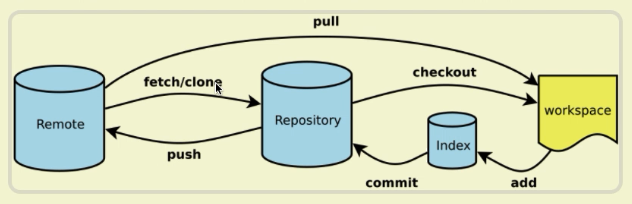 pull
fetch/clone
checkout
Remote
Repository
workspace
Index
push
commit
add